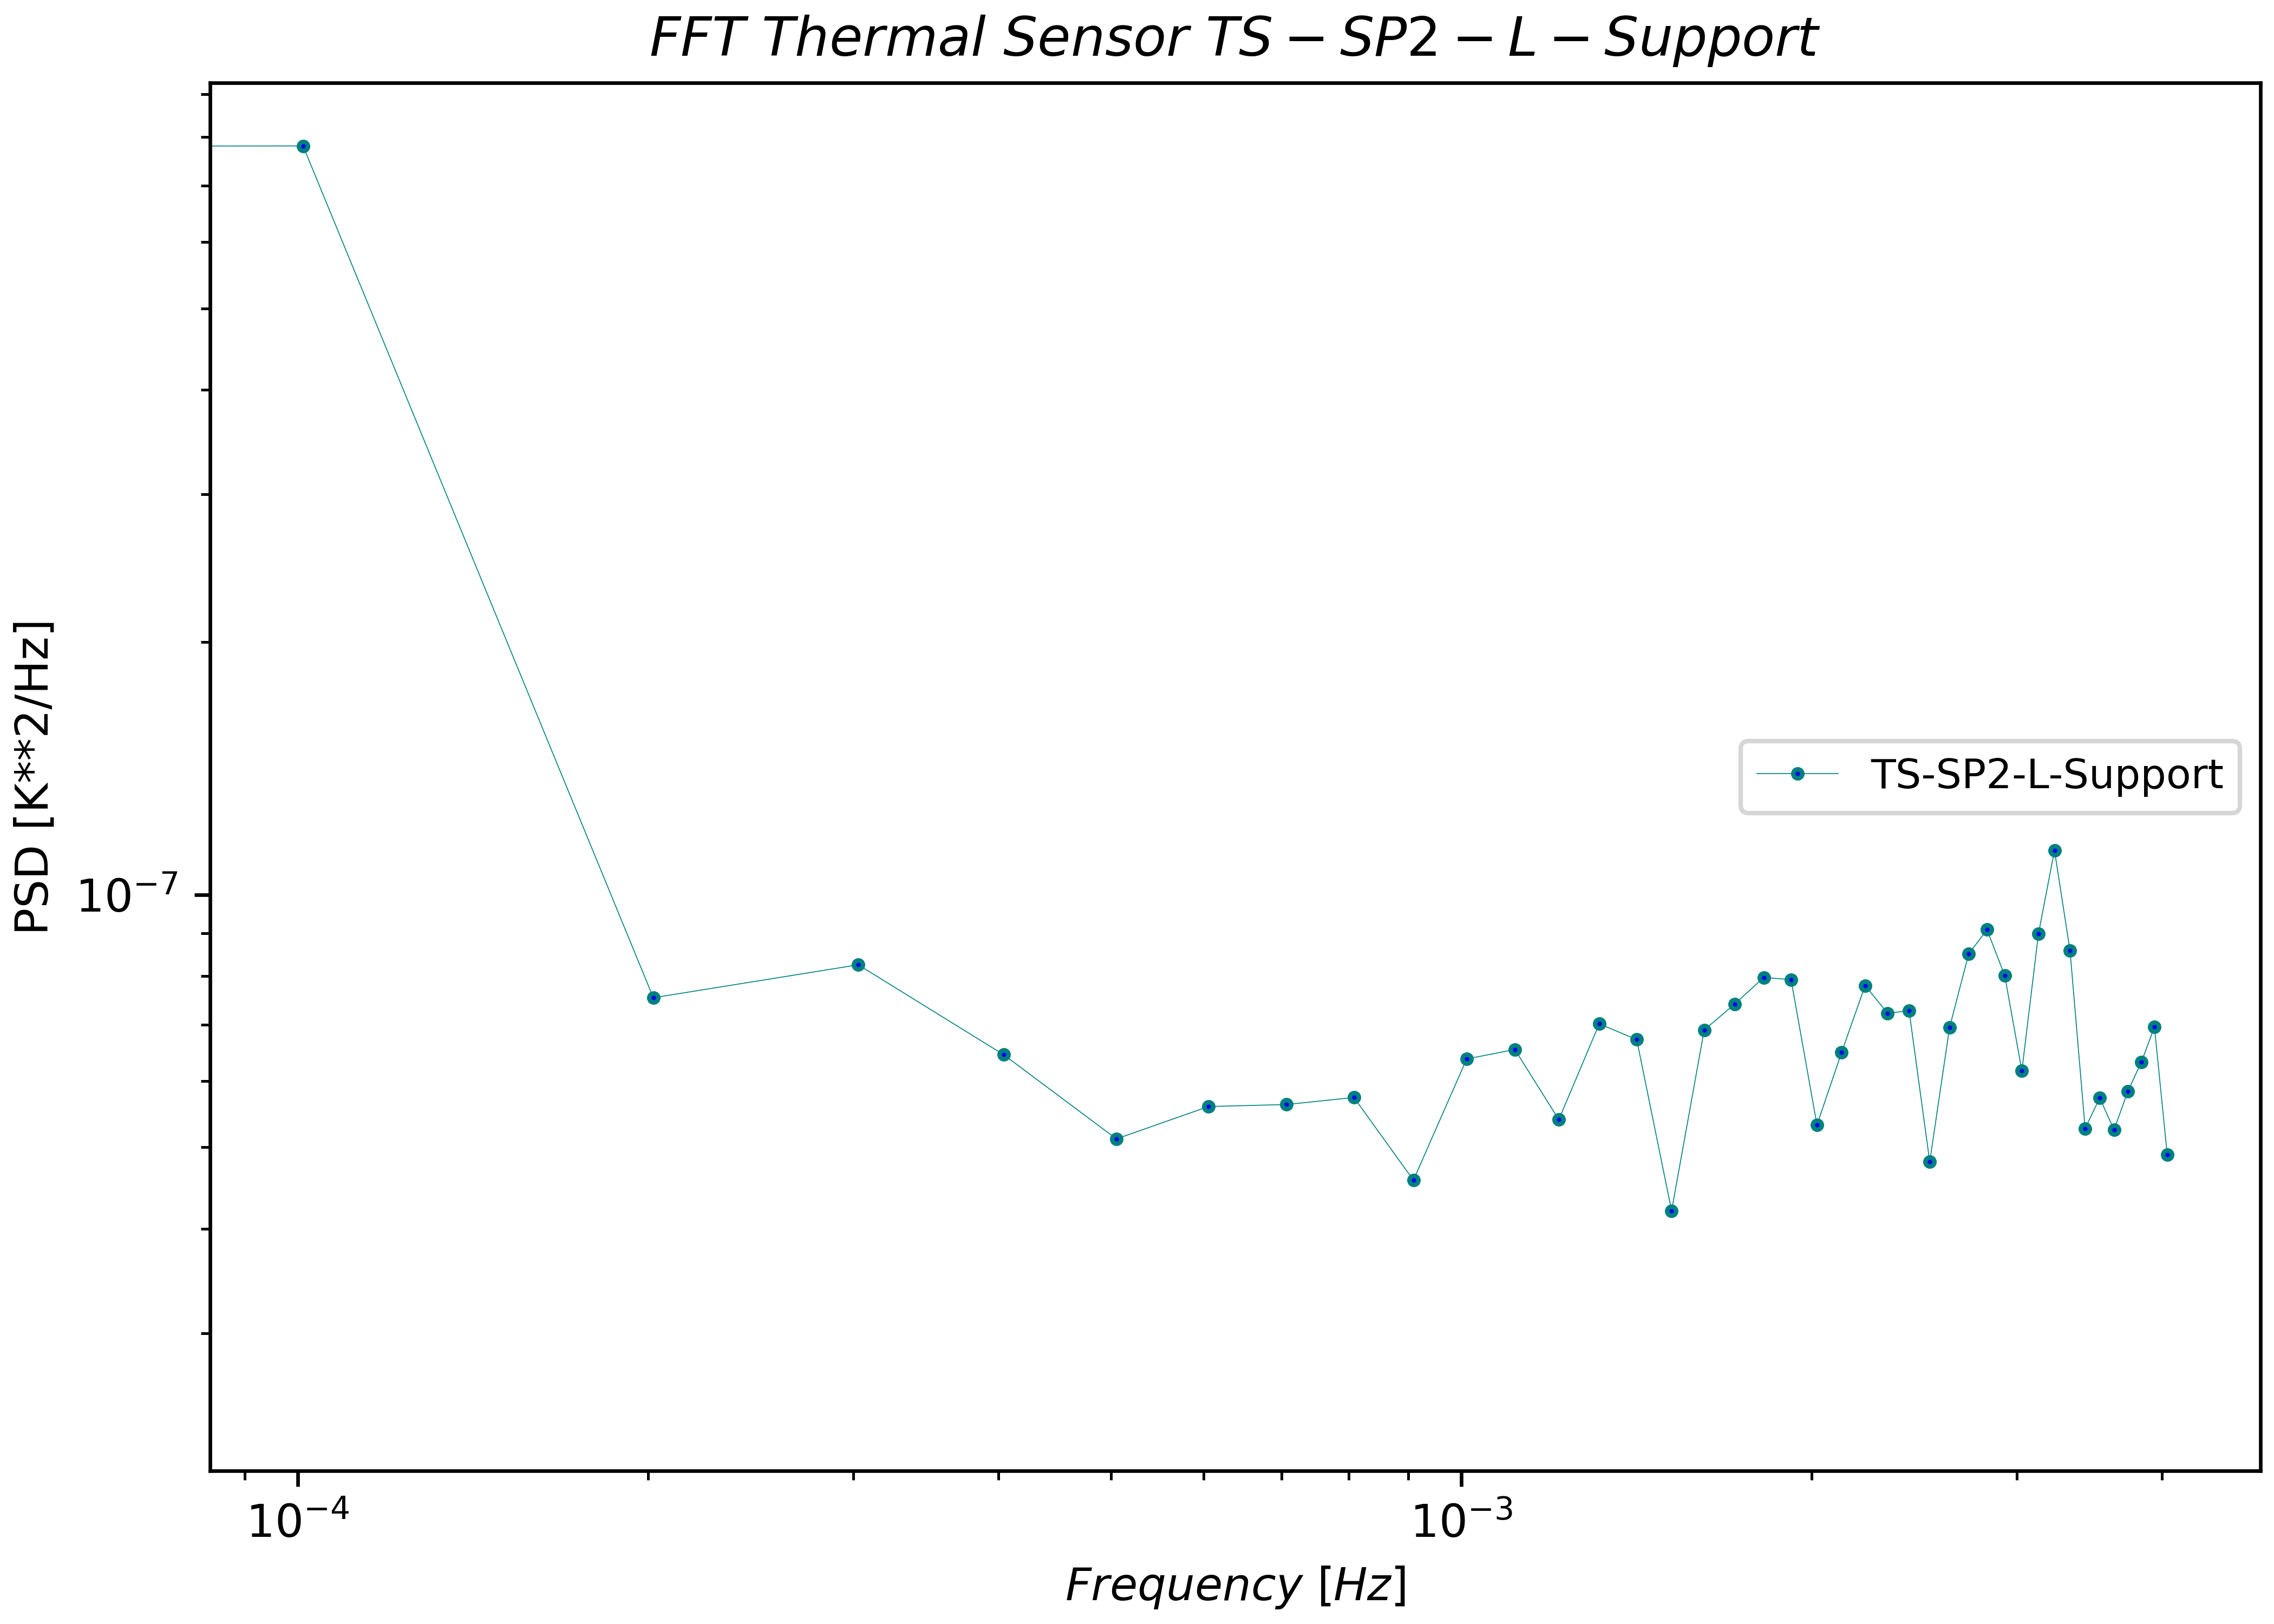 FFT Thermal Sensor TS − SP2 − L − Support
PSD [K**2/Hz]
10⁻⁷
TS-SP2-L-Support
10⁻⁴
10⁻³
Frequency [Hz]